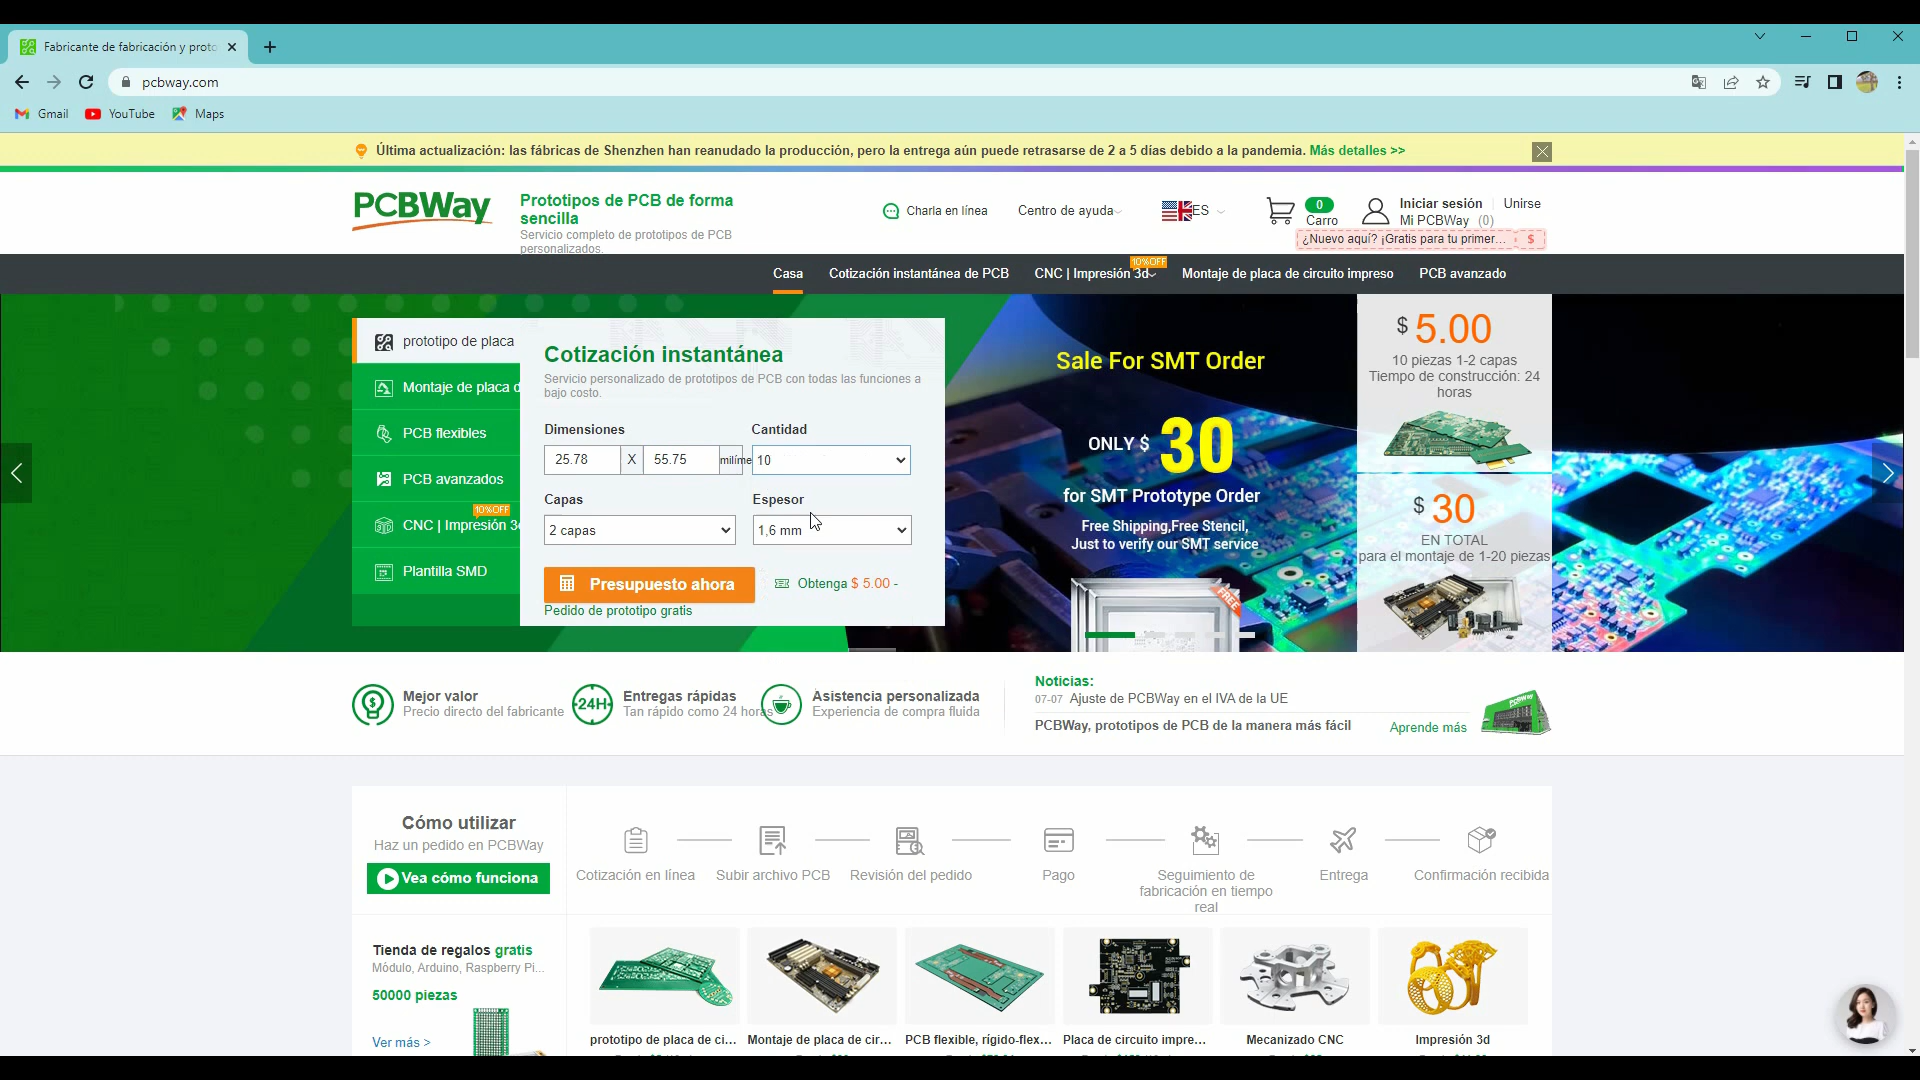 Fabricante de fabricación y proto
pcbway.com
Gmail
YouTube
Maps
Última actualización: las fábricas de Shenzhen han reanudado la producción, pero la entrega aún puede retrasarse de 2 a 5 días debido a la pandemia. Más detalles >>
PCBWay
Prototipos de PCB de forma
sencilla
Servicio completo de prototipos de PCB
personalizados.
Charla en línea
Centro de ayuda
ES
0
Carro
Iniciar sesión
Unirse
Mi PCBWay (0)
¿Nuevo aquí? ¡Gratis para tu primer... $
Casa
Cotización instantánea de PCB
CNC | Impresión 3d
10%OFF
Montaje de placa de circuito impreso
PCB avanzado
prototipo de placa
Montaje de placa d
PCB flexibles
PCB avanzados
10%OFF
CNC | Impresión 3
Plantilla SMD
Cotización instantánea
Servicio personalizado de prototipos de PCB con todas las funciones a
bajo costo.
Dimensiones
Cantidad
25.78 X 55.75 milíme
10
Capas
Espesor
2 capas
1,6 mm
Presupuesto ahora
Obtenga $ 5.00 -
Pedido de prototipo gratis
Sale For SMT Order
ONLY $ 30
for SMT Prototype Order
Free Shipping,Free Stencil,
Just to verify our SMT service
FREE
$ 5.00
10 piezas 1-2 capas
Tiempo de construcción: 24
horas
$ 30
EN TOTAL
para el montaje de 1-20 piezas
Mejor valor
Precio directo del fabricante
24H
Entregas rápidas
Tan rápido como 24 horas
Asistencia personalizada
Experiencia de compra fluida
Noticias:
07-07 Ajuste de PCBWay en el IVA de la UE
PCBWay, prototipos de PCB de la manera más fácil
Aprende más
Cómo utilizar
Haz un pedido en PCBWay
Vea cómo funciona
Cotización en línea
Subir archivo PCB
Revisión del pedido
Pago
Seguimiento de
fabricación en tiempo
real
Entrega
Confirmación recibida
Tienda de regalos gratis
Módulo, Arduino, Raspberry Pi...
50000 piezas
Ver más >
prototipo de placa de ci...
Montaje de placa de cir...
PCB flexible, rígido-flex...
Placa de circuito impre...
Mecanizado CNC
Impresión 3d